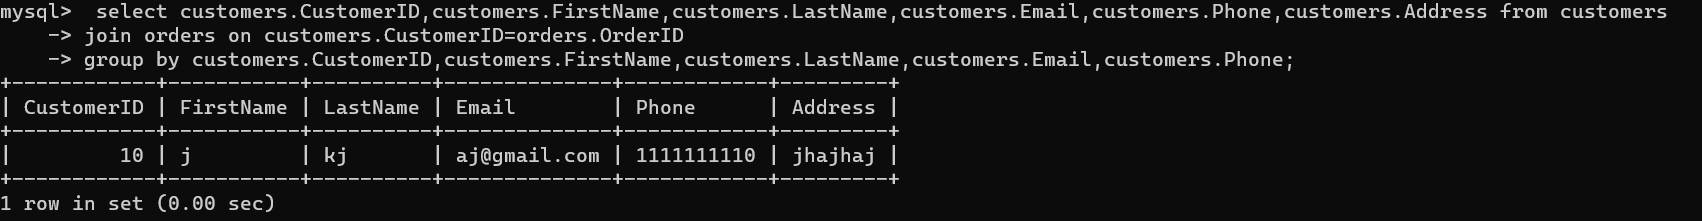 mysql>  select customers.CustomerID,customers.FirstName,customers.LastName,customers.Email,customers.Phone,customers.Address from customers
    -> join orders on customers.CustomerID=orders.OrderID
    -> group by customers.CustomerID,customers.FirstName,customers.LastName,customers.Email,customers.Phone;
+------------+-----------+----------+--------------+------------+---------+
| CustomerID | FirstName | LastName | Email        | Phone      | Address |
+------------+-----------+----------+--------------+------------+---------+
|         10 | j         | kj       | aj@gmail.com | 1111111110 | jhajhaj |
+------------+-----------+----------+--------------+------------+---------+
1 row in set (0.00 sec)